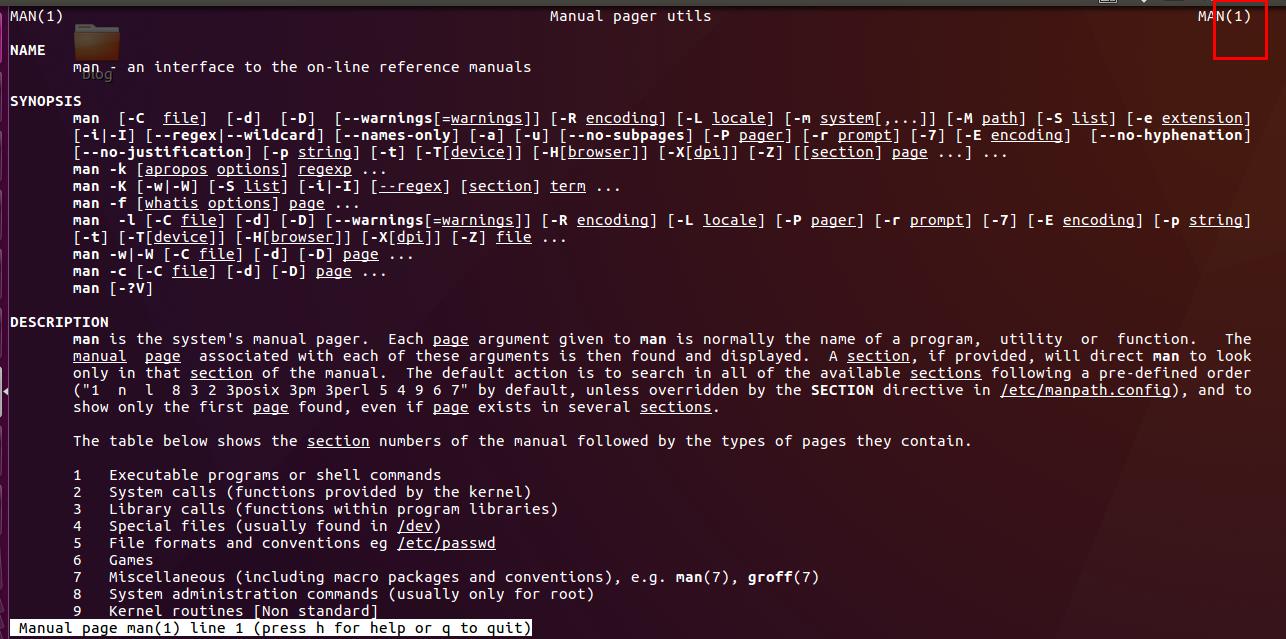 MAN(1) Manual pager utils MAN(1)
blog
NAME
man - an interface to the on-line reference manuals
SYNOPSIS
man [-C file] [-d] [-D] [--warnings[=warnings]] [-R encoding] [-L locale] [-m system[,...]] [-M path] [-S list] [-e extension]
[-i|-I] [--regex|--wildcard] [--names-only] [-a] [-u] [--no-subpages] [-P pager] [-r prompt] [-7] [-E encoding] [--no-hyphenation]
[--no-justification] [-p string] [-t] [-T[device]] [-H[browser]] [-X[dpi]] [-Z] [[section] page ...] ...
man -k [apropos options] regexp ...
man -K [-w|-W] [-S list] [-i|-I] [--regex] [section] term ...
man -f [whatis options] page ...
man -l [-C file] [-d] [-D] [--warnings[=warnings]] [-R encoding] [-L locale] [-P pager] [-r prompt] [-7] [-E encoding] [-p string]
[-t] [-T[device]] [-H[browser]] [-X[dpi]] [-Z] file ...
man -w|-W [-C file] [-d] [-D] page ...
man -c [-C file] [-d] [-D] page ...
man [-?V]
DESCRIPTION
man is the system's manual pager. Each page argument given to man is normally the name of a program, utility or function. The
manual page associated with each of these arguments is then found and displayed. A section, if provided, will direct man to look
only in that section of the manual. The default action is to search in all of the available sections following a pre-defined order
("1 n l 8 3 2 3posix 3pm 3perl 5 4 9 6 7" by default, unless overridden by the SECTION directive in /etc/manpath.config), and to
show only the first page found, even if page exists in several sections.
The table below shows the section numbers of the manual followed by the types of pages they contain.
1 Executable programs or shell commands
2 System calls (functions provided by the kernel)
3 Library calls (functions within program libraries)
4 Special files (usually found in /dev)
5 File formats and conventions eg /etc/passwd
6 Games
7 Miscellaneous (including macro packages and conventions), e.g. man(7), groff(7)
8 System administration commands (usually only for root)
9 Kernel routines [Non standard]
Manual page man(1) line 1 (press h for help or q to quit)